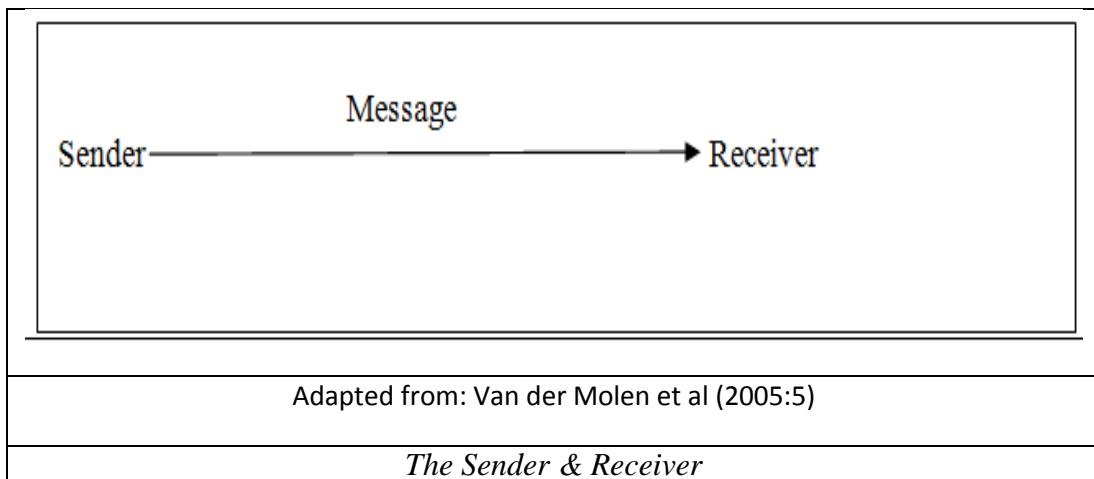 Message
Sender Receiver
Adapted from: Van der Molen et al (2005:5)
The Sender & Receiver